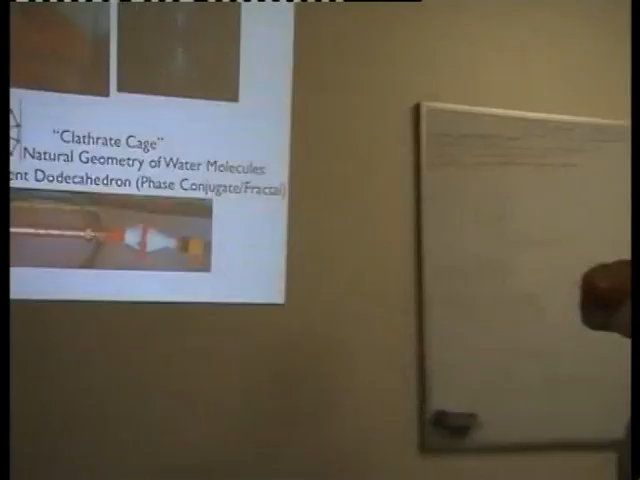 "Clathrate Cage"
Natural Geometry of Water Molecules
ent Dodecahedron (Phase Conjugate/Fractal)